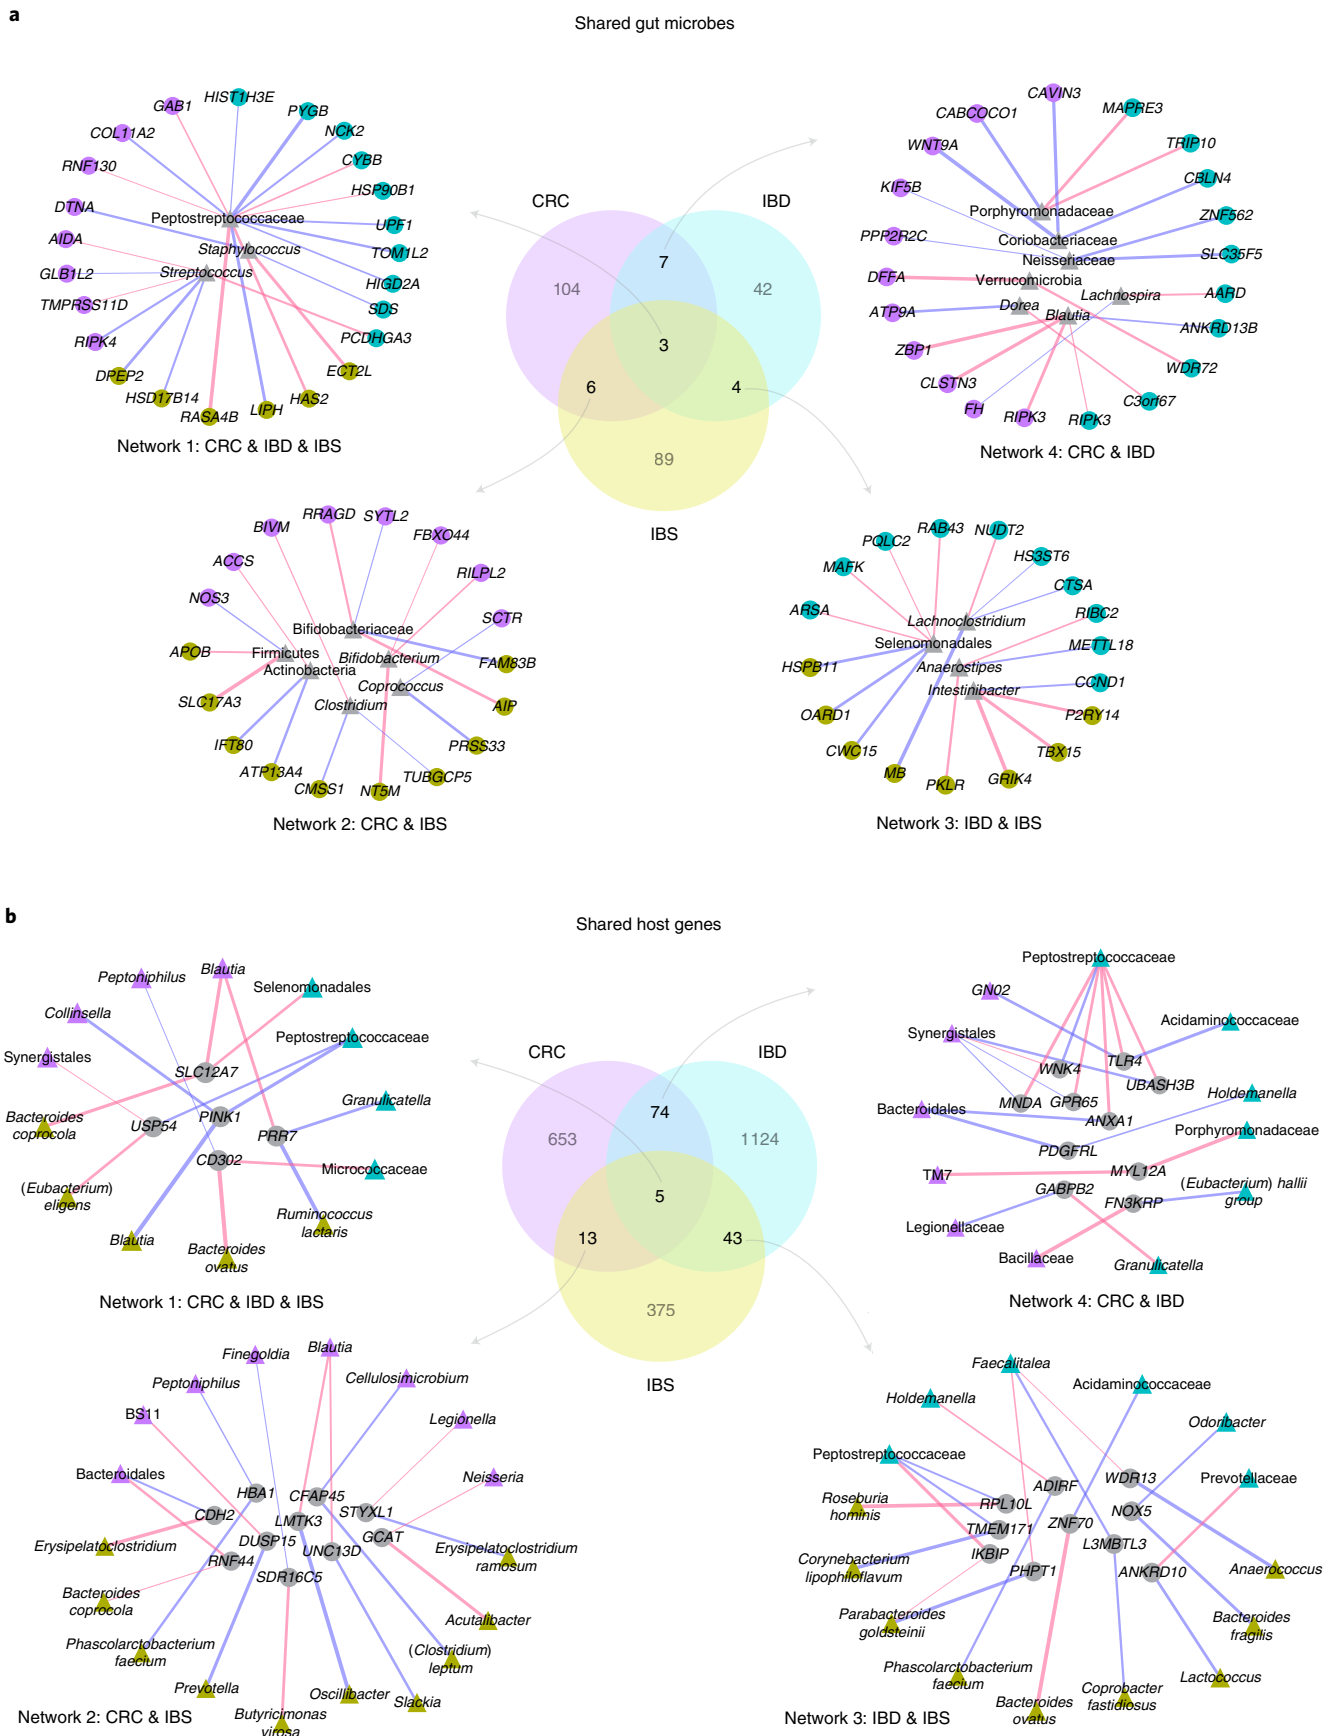 a
Shared gut microbes
GAB1
HIST1H3E
PYGB
COL11A2
NCK2
RNF130
CYBB
DTNA
HSP90B1
Peptostreptococcaceae
UPF1
AIDA
Staphylococcus
TOM1L2
GLB1L2
Streptococcus
HIGD2A
TMPRSS11D
SDS
RIPK4
PCDHGA3
DPEP2
ECT2L
HSD17B14
HAS2
RASA4B
LIPH
Network 1: CRC & IBD & IBS
CRC
IBD
7
104
42
3
6
4
89
IBS
CAVIN3
CABCOCO1
MAPRE3
WNT9A
TRIP10
KIF5B
CBLN4
Porphyromonadaceae
ZNF562
PPP2R2C
Coriobacteriaceae
SLC35F5
Neisseriaceae
DFFA
Verrucomicrobia
Lachnospira
AARD
ATP9A
Dorea
Blautia
ANKRD13B
ZBP1
WDR72
CLSTN3
C3orf67
FH
RIPK3
RIPK3
Network 4: CRC & IBD
RRAGD
SYTL2
BIVM
FBXO44
ACCS
RILPL2
NOS3
SCTR
Bifidobacteriaceae
APOB
Firmicutes
Bifidobacterium
FAM83B
Actinobacteria
Coprococcus
SLC17A3
Clostridium
AIP
IFT80
PRSS33
ATP13A4
TUBGCP5
CMSS1
NT5M
Network 2: CRC & IBS
RAB43
NUDT2
PQLC2
HS3ST6
MAFK
CTSA
ARSA
RIBC2
Lachnoclostridium
Selenomonadales
METTL18
HSPB11
Anaerostipes
CCND1
Intestinibacter
OARD1
P2RY14
CWC15
TBX15
MB
PKLR
GRIK4
Network 3: IBD & IBS
b
Shared host genes
Blautia
Peptoniphilus
Selenomonadales
Collinsella
Peptostreptococcaceae
Synergistales
SLC12A7
Granulicatella
Bacteroides
coprocola
USP54
PINK1
PRR7
CD302
Micrococcaceae
(Eubacterium)
eligens
Ruminococcus
lactaris
Blautia
Bacteroides
ovatus
Network 1: CRC & IBD & IBS
CRC
IBD
74
653
1124
5
13
43
375
IBS
Peptostreptococcaceae
GN02
Acidaminococcaceae
Synergistales
WNK4
TLR4
UBASH3B
Holdemanella
MNDA
GPR65
Bacteroidales
ANXA1
Porphyromonadaceae
PDGFRL
TM7
MYL12A
(Eubacterium) hallii
group
GABPB2
FN3KRP
Legionellaceae
Bacillaceae
Granulicatella
Network 4: CRC & IBD
Finegoldia
Blautia
Peptoniphilus
Cellulosimicrobium
BS11
Legionella
Bacteroidales
Neisseria
HBA1
CFAP45
CDH2
STYXL1
LMTK3
GCAT
Erysipelatoclostridium
DUSP15
UNC13D
Erysipelatoclostridium
ramosum
RNF44
SDR16C5
Bacteroides
coprocola
Acutalibacter
Phascolarctobacterium
faecium
(Clostridium)
leptum
Prevotella
Oscillibacter
Slackia
Butyricimonas
virosa
Network 2: CRC & IBS
Faecalitalea
Holdemanella
Acidaminococcaceae
Odoribacter
Peptostreptococcaceae
Prevotellaceae
ADIRF
WDR13
Roseburia
hominis
RPL10L
NOX5
TMEM171
ZNF70
L3MBTL3
Corynebacterium
lipophiloflavum
IKBIP
PHPT1
ANKRD10
Anaerococcus
Parabacteroides
goldsteinii
Bacteroides
fragilis
Phascolarctobacterium
faecium
Lactococcus
Bacteroides
ovatus
Coprobacter
fastidiosus
Network 3: IBD & IBS